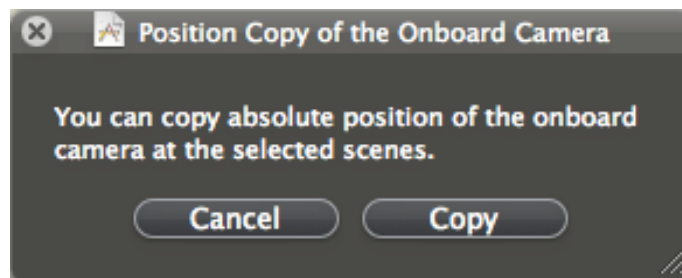 Position Copy of the Onboard Camera
You can copy absolute position of the onboard
camera at the selected scenes.
Cancel Copy